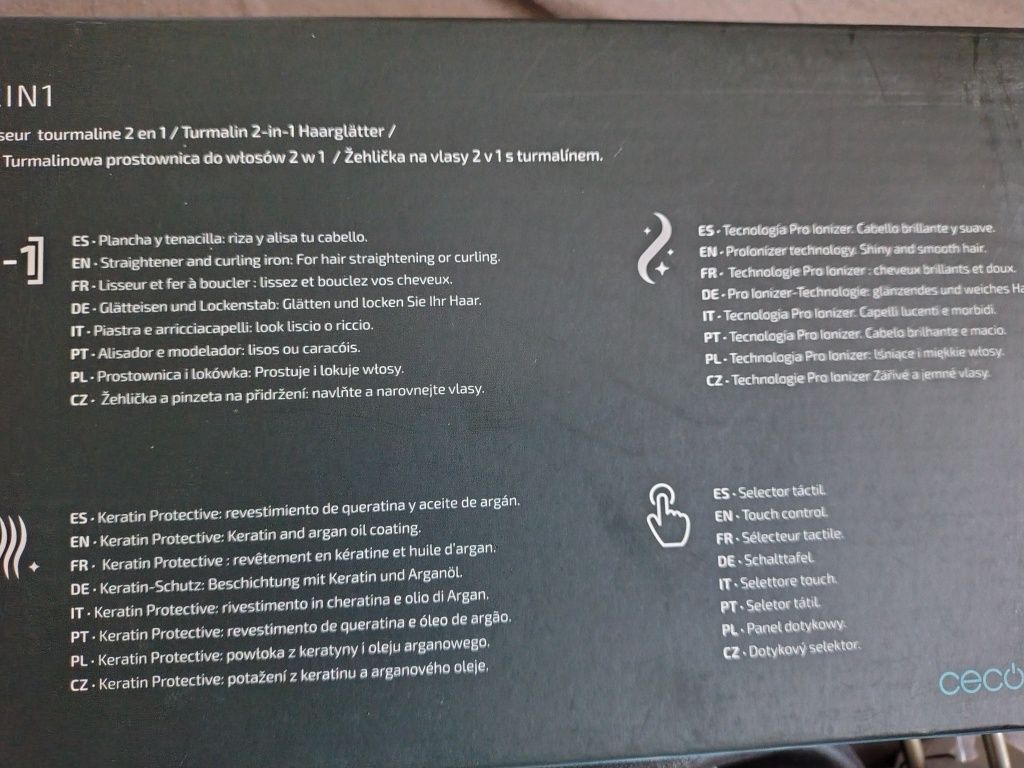 IN1
seur tourmaline 2 en 1 / Turmalin 2-in-1 Haarglätter /
Turmalinowa prostownica do włosów 2 w 1 / Žehlička na vlasy 2 v 1 s turmalínem.
-1
ES · Plancha y tenacilla: riza y alisa tu cabello.
EN · Straightener and curling iron: For hair straightening or curling.
FR · Lisseur et fer à boucler : lissez et bouclez vos cheveux.
DE · Glätteisen und Lockenstab: Glätten und locken Sie Ihr Haar.
IT · Piastra e arricciacapelli: look liscio o riccio.
PT · Alisador e modelador: lisos ou caracóis.
PL · Prostownica i lokówka: Prostuje i lokuje włosy.
CZ · Žehlička a pinzeta na přidržení: navlňte a narovnejte vlasy.
ES · Tecnología Pro Ionizer. Cabello brillante y suave.
EN · ProIonizer technology. Shiny and smooth hair.
FR · Technologie Pro Ionizer : cheveux brillants et doux.
DE · Pro Ionizer-Technologie: glänzendes und weiches Ha
IT · Tecnologia Pro Ionizer. Capelli lucenti e morbidi.
PT · Tecnologia Pro Ionizer. Cabelo brilhante e macio.
PL · Technologia Pro Ionizer: lśniące i miękkie włosy.
CZ · Technologie Pro Ionizer Zářivé a jemné vlasy.
ES · Keratin Protective: revestimiento de queratina y aceite de argán.
EN · Keratin Protective: Keratin and argan oil coating.
FR · Keratin Protective : revêtement en kératine et huile d'argan.
DE · Keratin-Schutz: Beschichtung mit Keratin und Arganöl.
IT · Keratin Protective: rivestimento in cheratina e olio di Argan.
PT · Keratin Protective: revestimento de queratina e óleo de argão.
PL · Keratin Protective: powłoka z keratyny i oleju arganowego.
CZ · Keratin Protective: potažení z keratinu a arganového oleje.
ES · Selector táctil.
EN · Touch control.
FR · Sélecteur tactile.
DE · Schalttafel.
IT · Selettore touch.
PT · Seletor tátil.
PL · Panel dotykowy.
CZ · Dotykový selektor.
ceco